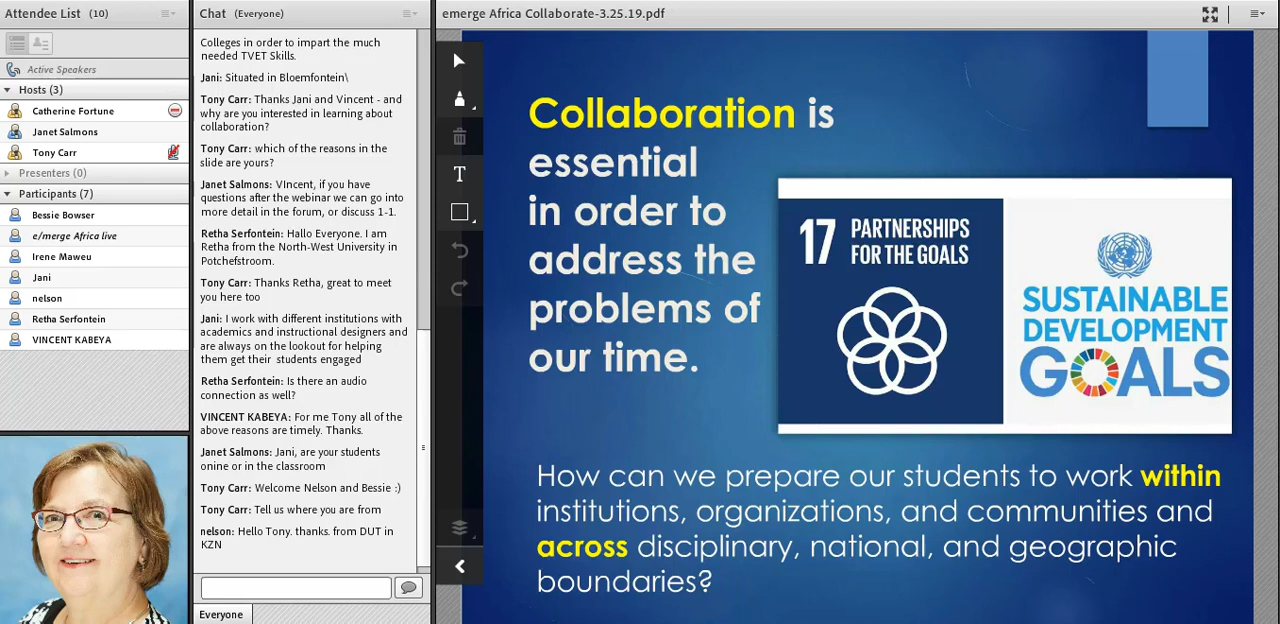 Attendee List (10)
Active Speakers
Hosts (3)
Catherine Fortune
Janet Salmons
Tony Carr
Presenters (0)
Participants (7)
Bessie Bowser
e/merge Africa live
Irene Maweu
Jani
nelson
Retha Serfontein
VINCENT KABEYA
Chat (Everyone)
Colleges in order to impart the much
needed TVET Skills.
Jani: Situated in Bloemfontein\
Tony Carr: Thanks Jani and Vincent - and
why are you interested in learning about
collaboration?
Tony Carr: which of the reasons in the
slide are yours?
Janet Salmons: VIncent, if you have
questions after the webinar we can go into
more detail in the forum, or discuss 1-1.
Retha Serfontein: Hallo Everyone. I am
Retha from the North-West University in
Potchefstroom.
Tony Carr: Thanks Retha, great to meet
you here too
Jani: I work with different institutions with
academics and instructional designers and
are always on the lookout for helping
them get their students engaged
Retha Serfontein: Is there an audio
connection as well?
VINCENT KABEYA: For me Tony all of the
above reasons are timely. Thanks.
Janet Salmons: Jani, are your students
onine or in the classroom
Tony Carr: Welcome Nelson and Bessie :)
Tony Carr: Tell us where you are from
nelson: Hello Tony. thanks. from DUT in
KZN
Everyone
emerge Africa Collaborate-3.25.19.pdf
T
Collaboration is
essential
in order to
address the
problems of
our time.
17 PARTNERSHIPS
FOR THE GOALS
SUSTAINABLE
DEVELOPMENT
GOALS
How can we prepare our students to work within
institutions, organizations, and communities and
across disciplinary, national, and geographic
boundaries?